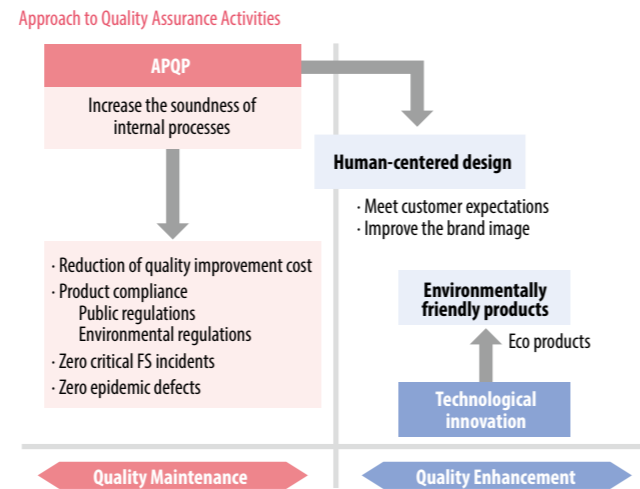 Approach to Quality Assurance Activities
APQP
Increase the soundness of
internal processes
· Reduction of quality improvement cost
· Product compliance
Public regulations
Environmental regulations
· Zero critical FS incidents
· Zero epidemic defects
Human-centered design
· Meet customer expectations
· Improve the brand image
Environmentally
friendly products
Eco products
Technological
innovation
Quality Maintenance
Quality Enhancement